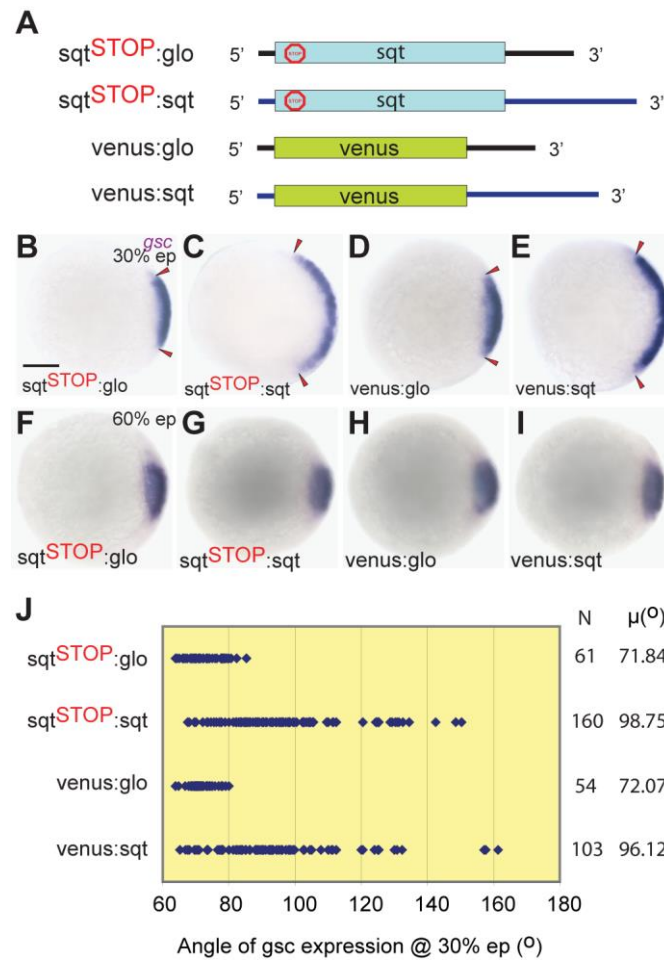 A
sqtSTOP:glo 5' STOP sqt 3'
sqtSTOP:sqt 5' STOP sqt 3'
venus:glo 5' venus 3'
venus:sqt 5' venus 3'
B gsc 30% ep sqtSTOP:glo
C sqtSTOP:sqt
D venus:glo
E venus:sqt
F 60% ep sqtSTOP:glo
G sqtSTOP:sqt
H venus:glo
I venus:sqt
J N μ(º)
sqtSTOP:glo 61 71.84
sqtSTOP:sqt 160 98.75
venus:glo 54 72.07
venus:sqt 103 96.12
60 80 100 120 140 160 180
Angle of gsc expression @ 30% ep (º)